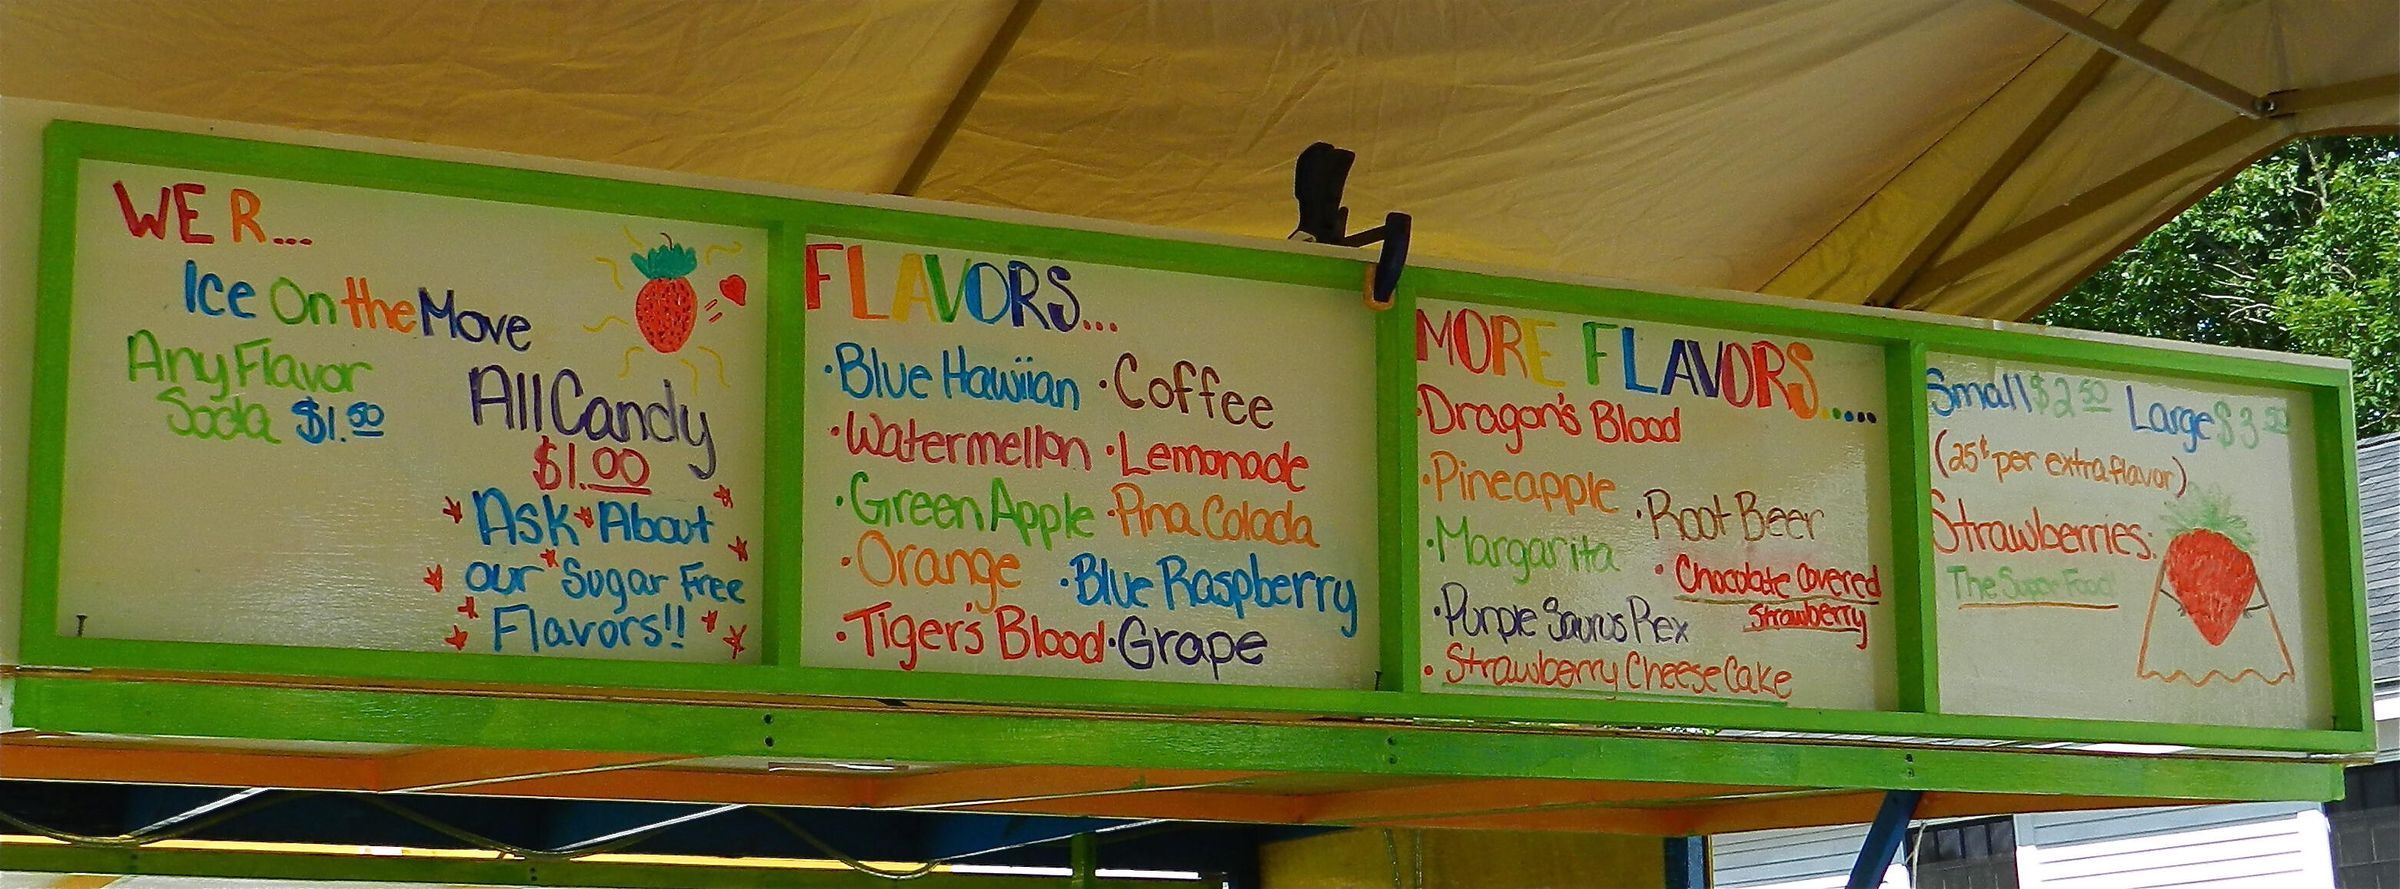 WE R...
Ice On the Move
Any Flavor
Soda $1.50
All Candy
$1.00
Ask About
our Sugar Free
Flavors!!
FLAVORS...
·Blue Hawiian ·Coffee
·Watermellon ·Lemonade
·Green Apple ·Pina Colada
·Orange ·Blue Raspberry
·Tiger's Blood ·Grape
MORE FLAVORS.....
·Dragon's Blood
·Pineapple ·Root Beer
·Margarita ·Chocolate Covered
Strawberry
·Purple Saurus Rex
·Strawberry Cheese Cake
Small $2.50 Large $3.50
(25¢ per extra flavor)
Strawberries:
The Super Food